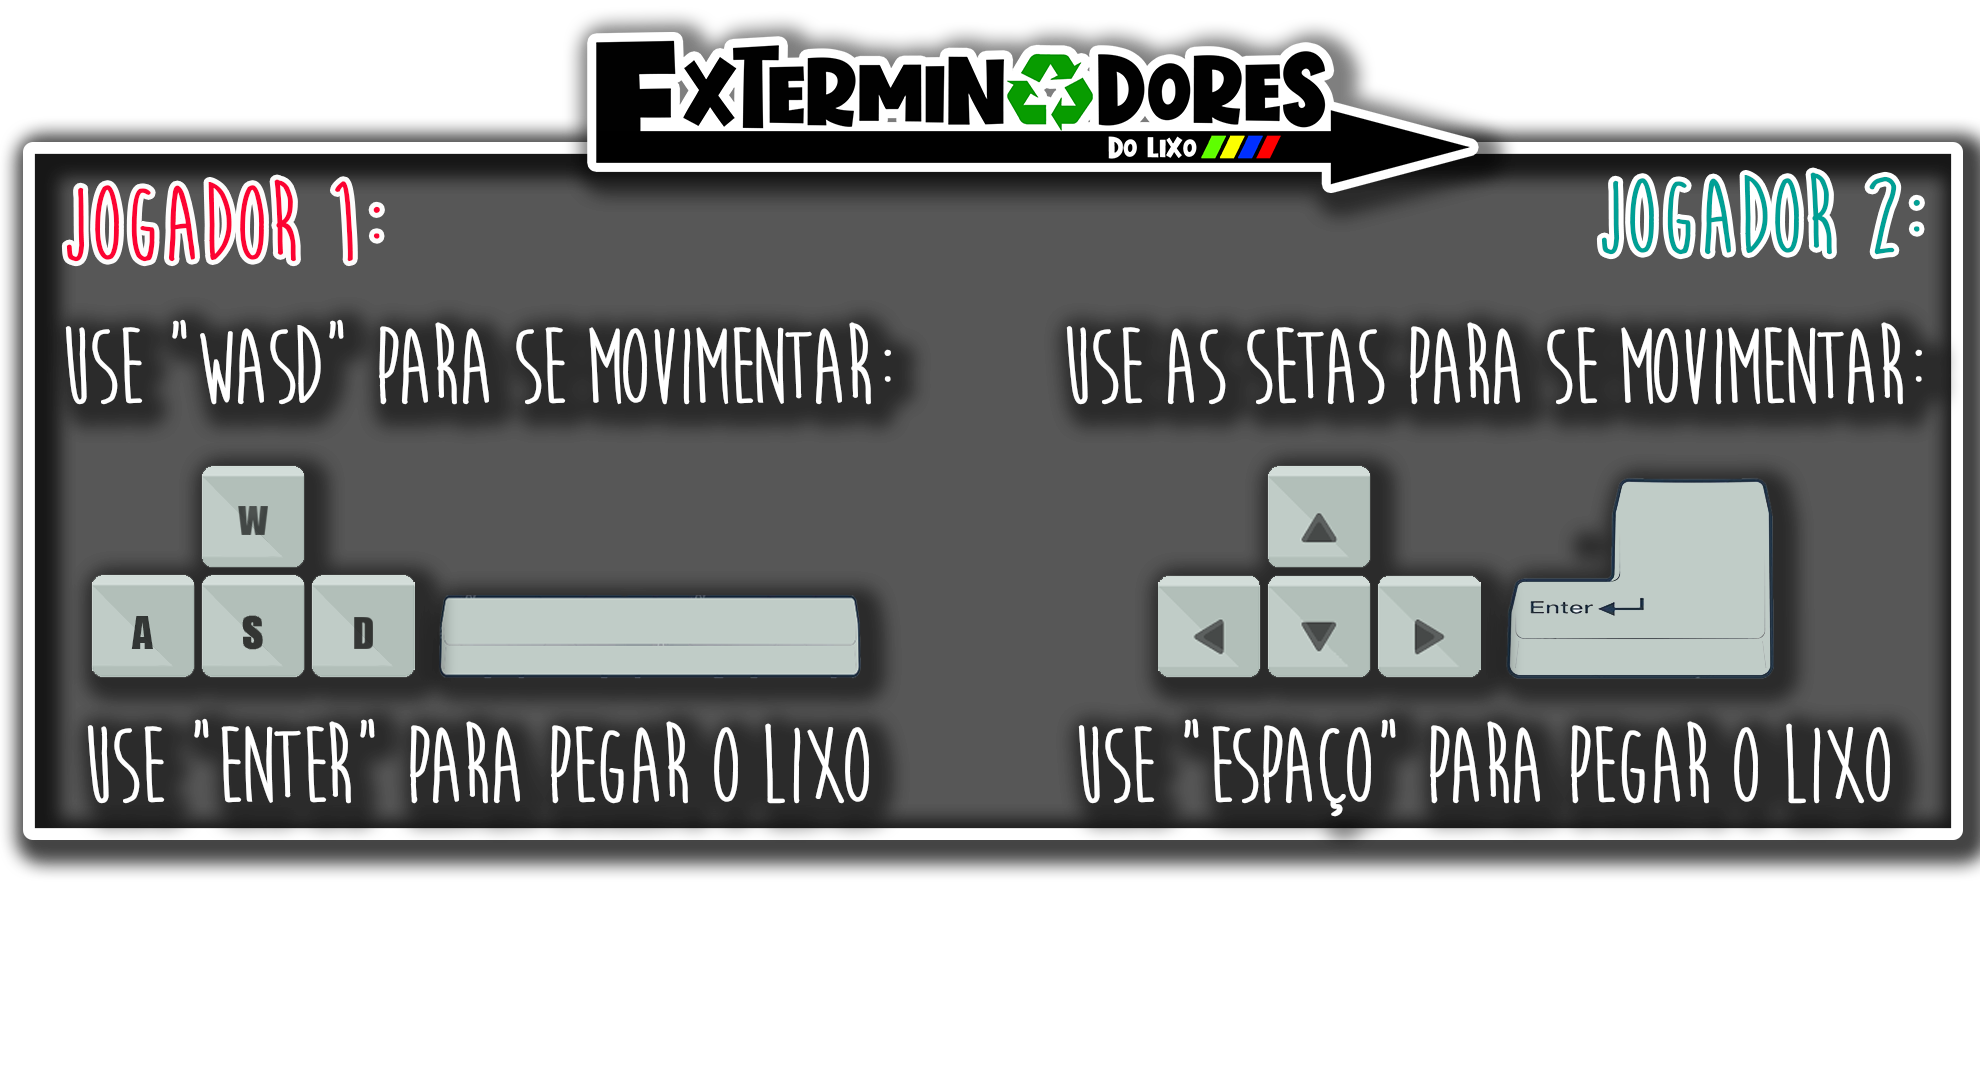 EXTERMINADORES
DO LIXO
JOGADOR 1:
USE "WASD" PARA SE MOVIMENTAR:
W
A S D
USE "ENTER" PARA PEGAR O LIXO
JOGADOR 2:
USE AS SETAS PARA SE MOVIMENTAR:
Enter
USE "ESPAÇO" PARA PEGAR O LIXO